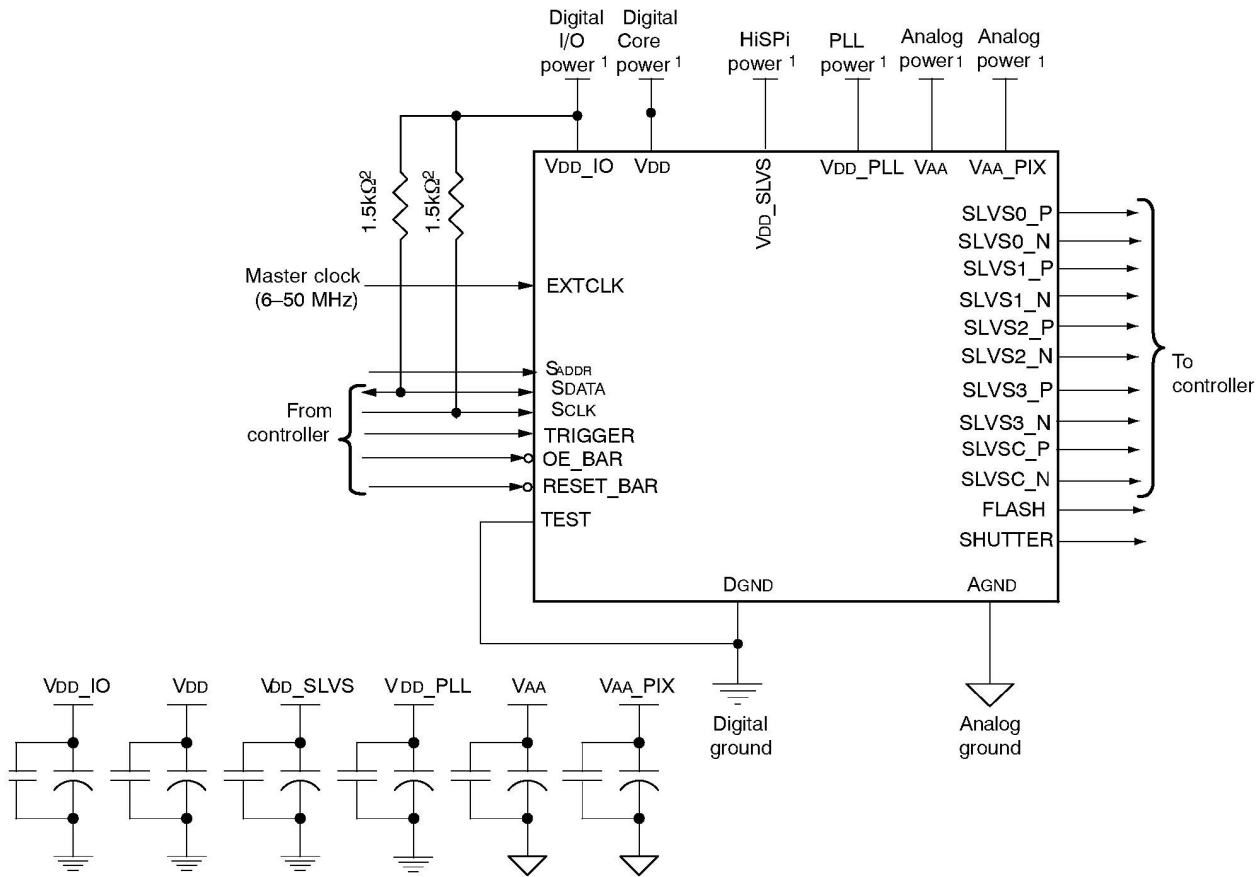 Digital
I/O
power 1
Digital
Core
power 1
HiSPi
power 1
PLL
power 1
Analog
power 1
Analog
power 1
VDD_IO
VDD
VDD_SLVS
VDD_PLL
VAA
VAA_PIX
1.5kΩ2
1.5kΩ2
Master clock
(6–50 MHz)
EXTCLK
SADDR
SDATA
SCLK
TRIGGER
OE_BAR
RESET_BAR
TEST
From
controller
SLVS0_P
SLVS0_N
SLVS1_P
SLVS1_N
SLVS2_P
SLVS2_N
SLVS3_P
SLVS3_N
SLVSC_P
SLVSC_N
FLASH
SHUTTER
To
controller
DGND
AGND
Digital
ground
Analog
ground
VDD_IO
VDD
VDD_SLVS
VDD_PLL
VAA
VAA_PIX